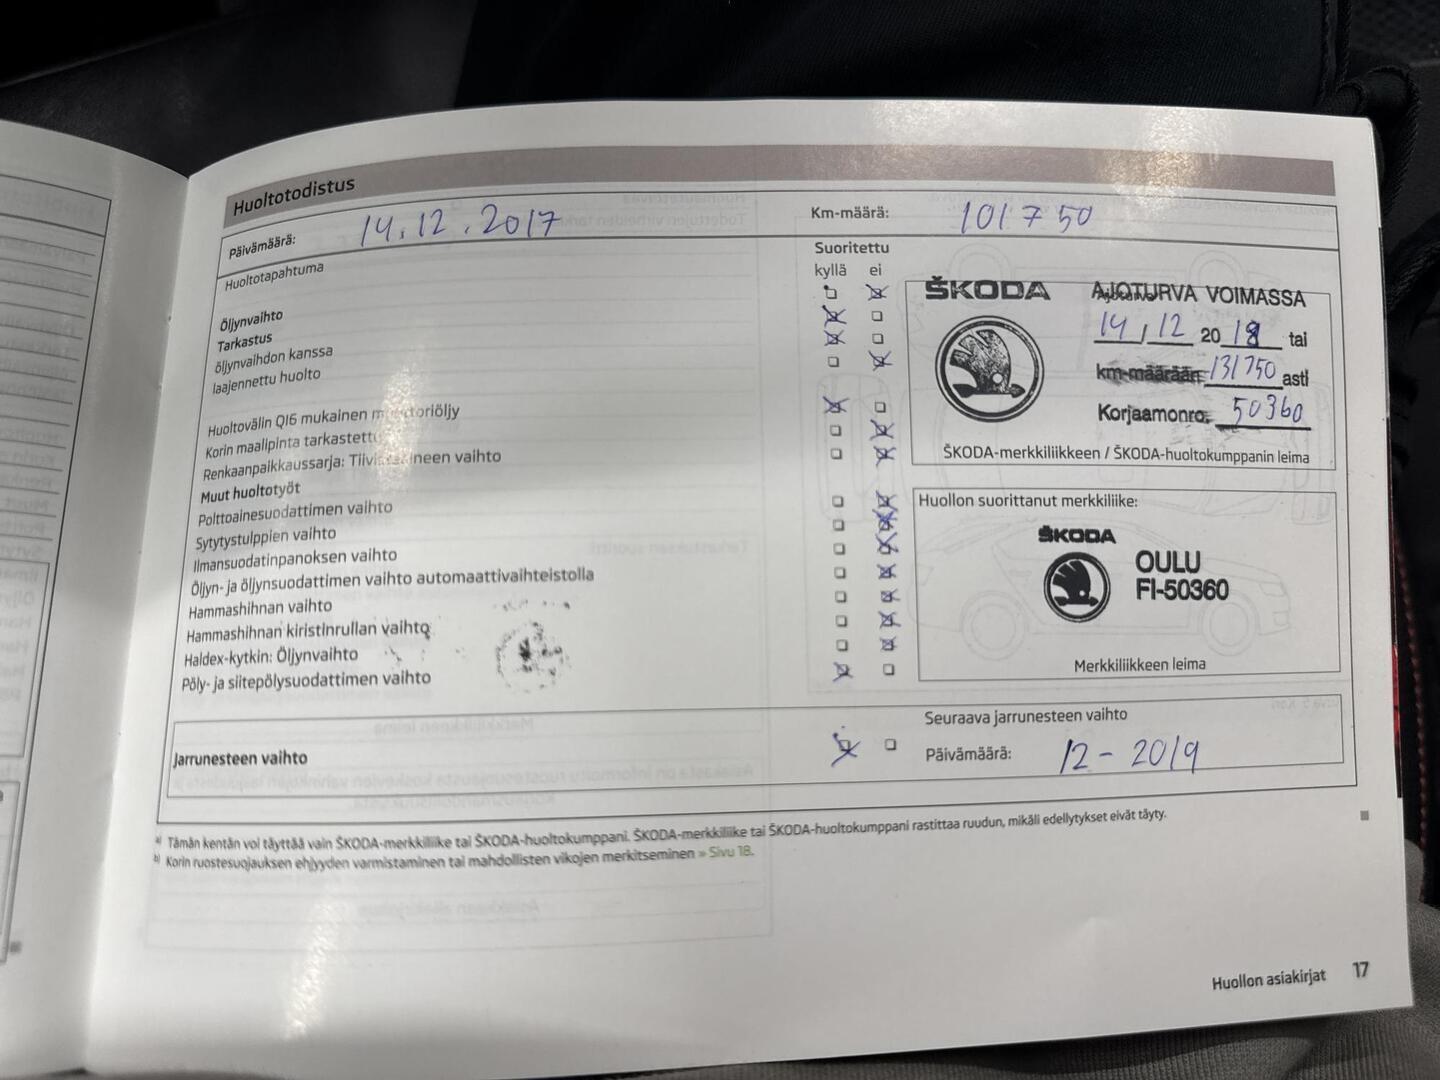 Huoltotodistus
Päivämäärä: 14.12.2017 Km-määrä: 101750
Huoltotapahtuma Suoritettu
kyllä ei
Öljynvaihto
Tarkastus
öljynvaihdon kanssa
laajennettu huolto
Huoltovälin QI6 mukainen
Korin maalipinta tarkastettu
Renkaanpaikkaussarja: vaihto
Muut huoltotyöt
Polttoainesuodattimen vaihto
Sytytystulppien vaihto
Ilmansuodatinpanoksen vaihto
Öljyn- ja öljynsuodattimen vaihto automaattivaihteistolla
Hammashihnan vaihto
Hammashihnan kiristinrullan vaihto
Haldex-kytkin: Öljynvaihto
Pöly- ja siitepölysuodattimen vaihto
ŠKODA
AJOTURVA VOIMASSA
14, 12 2018 tai
km-määrään 131750 asti
Korjaamonro. 50360
ŠKODA-merkkiliikkeen / ŠKODA-huoltokumppanin leima
Huollon suorittanut merkkiliike:
ŠKODA
OULU
FI-50360
Merkkiliikkeen leima
Jarrunesteen vaihto
Seuraava jarrunesteen vaihto
Päivämäärä: 12-2019
a) Tämän kentän voi täyttää vain ŠKODA-merkkiliike tai ŠKODA-huoltokumppani. ŠKODA-merkkiliike tai ŠKODA-huoltokumppani rastittaa ruudun, mikäli edellytykset eivät täyty.
b) Korin ruostesuojauksen ehjyyden varmistaminen tai mahdollisten vikojen merkitseminen » Sivu 18.
Huollon asiakirjat 17